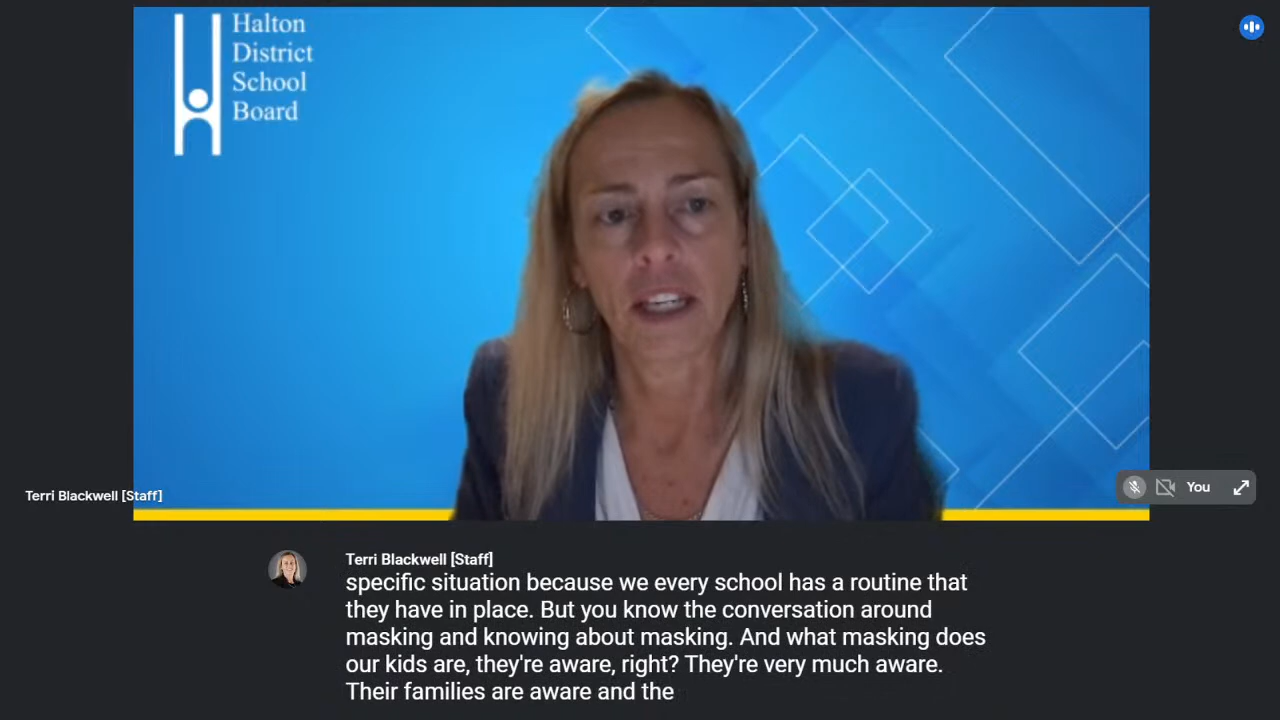 Halton
District
School
Board
Terri Blackwell [Staff]
You
Terri Blackwell [Staff]
specific situation because we every school has a routine that
they have in place. But you know the conversation around
masking and knowing about masking. And what masking does
our kids are, they're aware, right? They're very much aware.
Their families are aware and the